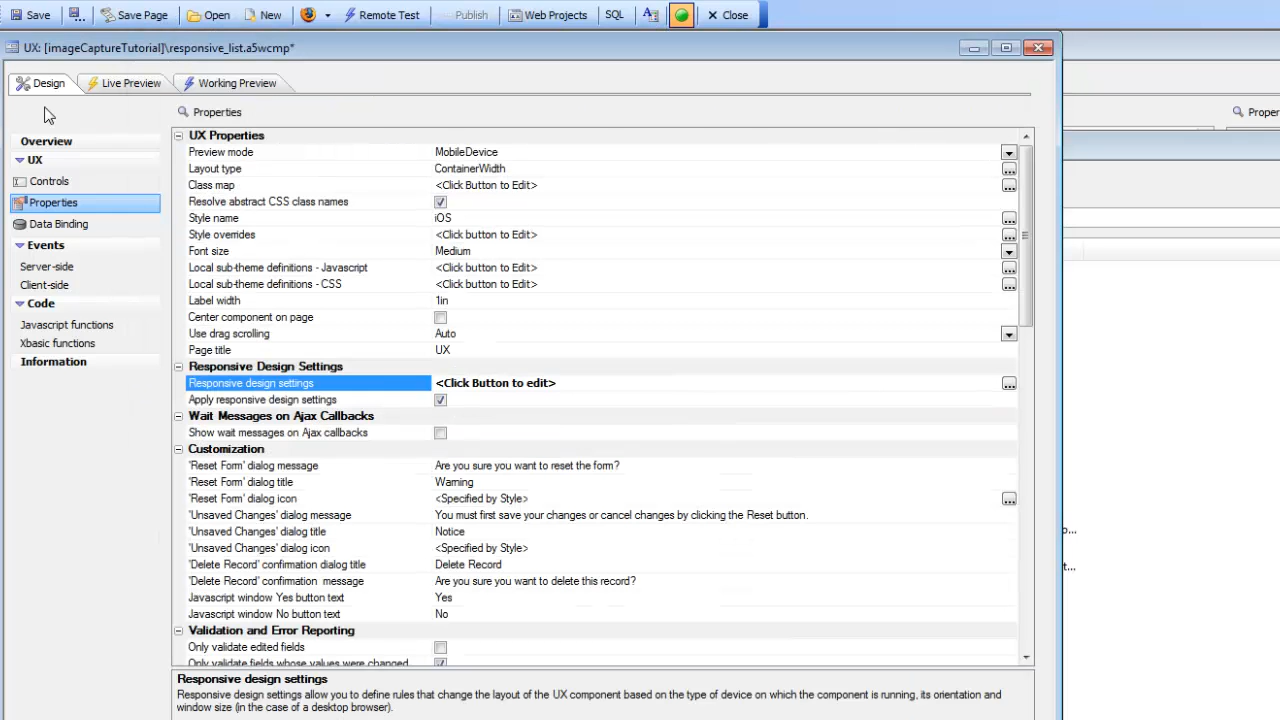 Save Save Page Open New Remote Test Publish Web Projects SQL A Close
UX: [imageCaptureTutorial]\responsive_list.a5wcmp*
Design Live Preview Working Preview
Properties
Overview
UX
Controls
Properties
Data Binding
Events
Server-side
Client-side
Code
Javascript functions
Xbasic functions
Information
UX Properties
Preview mode MobileDevice
Layout type ContainerWidth
Class map <Click Button to Edit>
Resolve abstract CSS class names
Style name iOS
Style overrides <Click button to Edit>
Font size Medium
Local sub-theme definitions - Javascript <Click button to Edit>
Local sub-theme definitions - CSS <Click button to Edit>
Label width 1in
Center component on page
Use drag scrolling Auto
Page title UX
Responsive Design Settings
Responsive design settings <Click Button to edit>
Apply responsive design settings
Wait Messages on Ajax Callbacks
Show wait messages on Ajax callbacks
Customization
'Reset Form' dialog message Are you sure you want to reset the form?
'Reset Form' dialog title Warning
'Reset Form' dialog icon <Specified by Style>
'Unsaved Changes' dialog message You must first save your changes or cancel changes by clicking the Reset button.
'Unsaved Changes' dialog title Notice
'Unsaved Changes' dialog icon <Specified by Style>
'Delete Record' confirmation dialog title Delete Record
'Delete Record' confirmation message Are you sure you want to delete this record?
Javascript window Yes button text Yes
Javascript window No button text No
Validation and Error Reporting
Only validate edited fields
Only validate fields whose values were changed
Responsive design settings
Responsive design settings allow you to define rules that change the layout of the UX component based on the type of device on which the component is running, its orientation and
window size (in the case of a desktop browser).
Proper
o...
t...